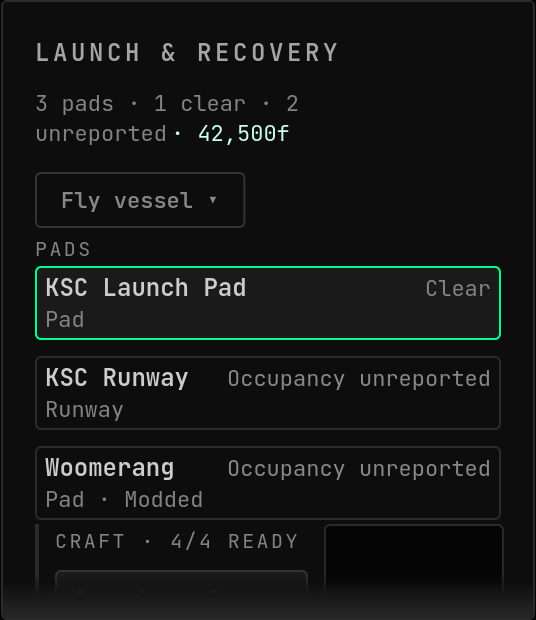 LAUNCH & RECOVERY
3 pads · 1 clear · 2
unreported · 42,500f
Fly vessel ▾
PADS
KSC Launch Pad Clear
Pad
KSC Runway Occupancy unreported
Runway
Woomerang Occupancy unreported
Pad · Modded
CRAFT · 4/4 READY